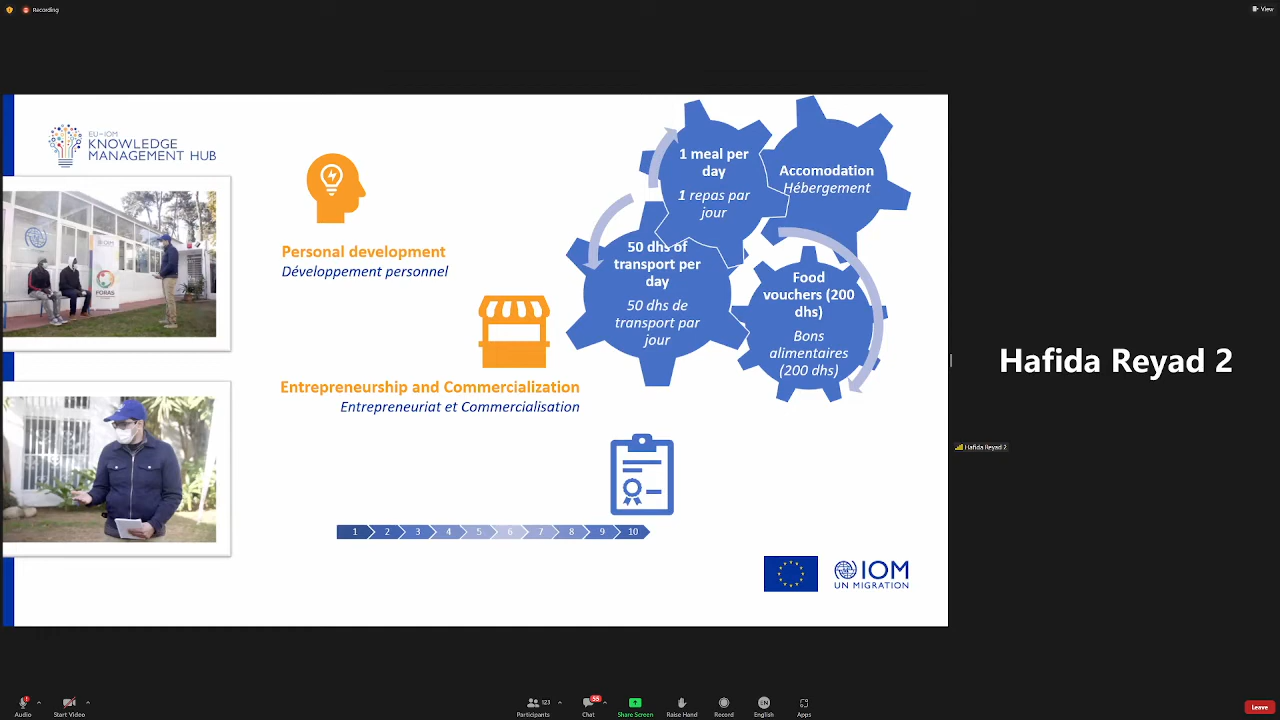 Recording
View
EU-IOM
KNOWLEDGE
MANAGEMENT HUB
1 meal per
day
1 repas par
jour
Accomodation
Hébergement
50 dhs of
transport per
day
50 dhs de
transport par
jour
Food
vouchers (200
dhs)
Bons
alimentaires
(200 dhs)
Personal development
Développement personnel
Entrepreneurship and Commercialization
Entrepreneuriat et Commercialisation
FORAS
1 2 3 4 5 6 7 8 9 10
IOM
UN MIGRATION
Hafida Reyad 2
Hafida Reyad 2
Audio
Start Video
Participants
123
Chat
Share Screen
Raise Hand
Record
EN
English
Apps
Leave